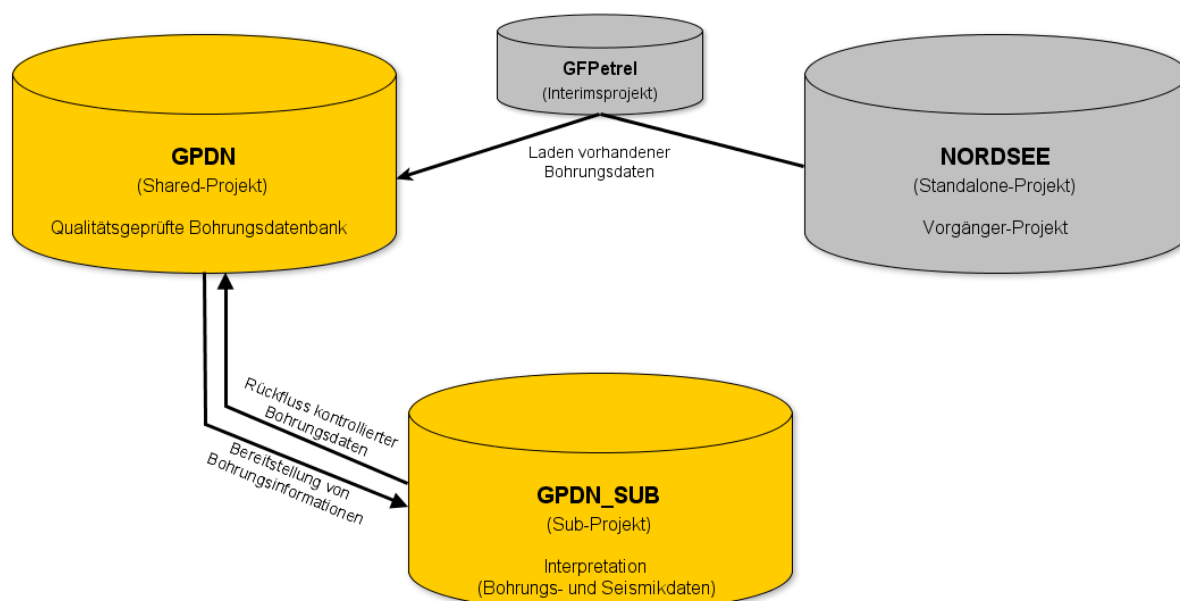 GFPetrel
(Interimsprojekt)
GPDN
(Shared-Projekt)
Qualitätsgeprüfte Bohrungsdatenbank
Laden vorhandener
Bohrungsdaten
NORDSEE
(Standalone-Projekt)
Vorgänger-Projekt
Rückfluss kontrollierter
Bohrungsdaten
Bereitstellung von
Bohrungsinformationen
GPDN_SUB
(Sub-Projekt)
Interpretation
(Bohrungs- und Seismikdaten)